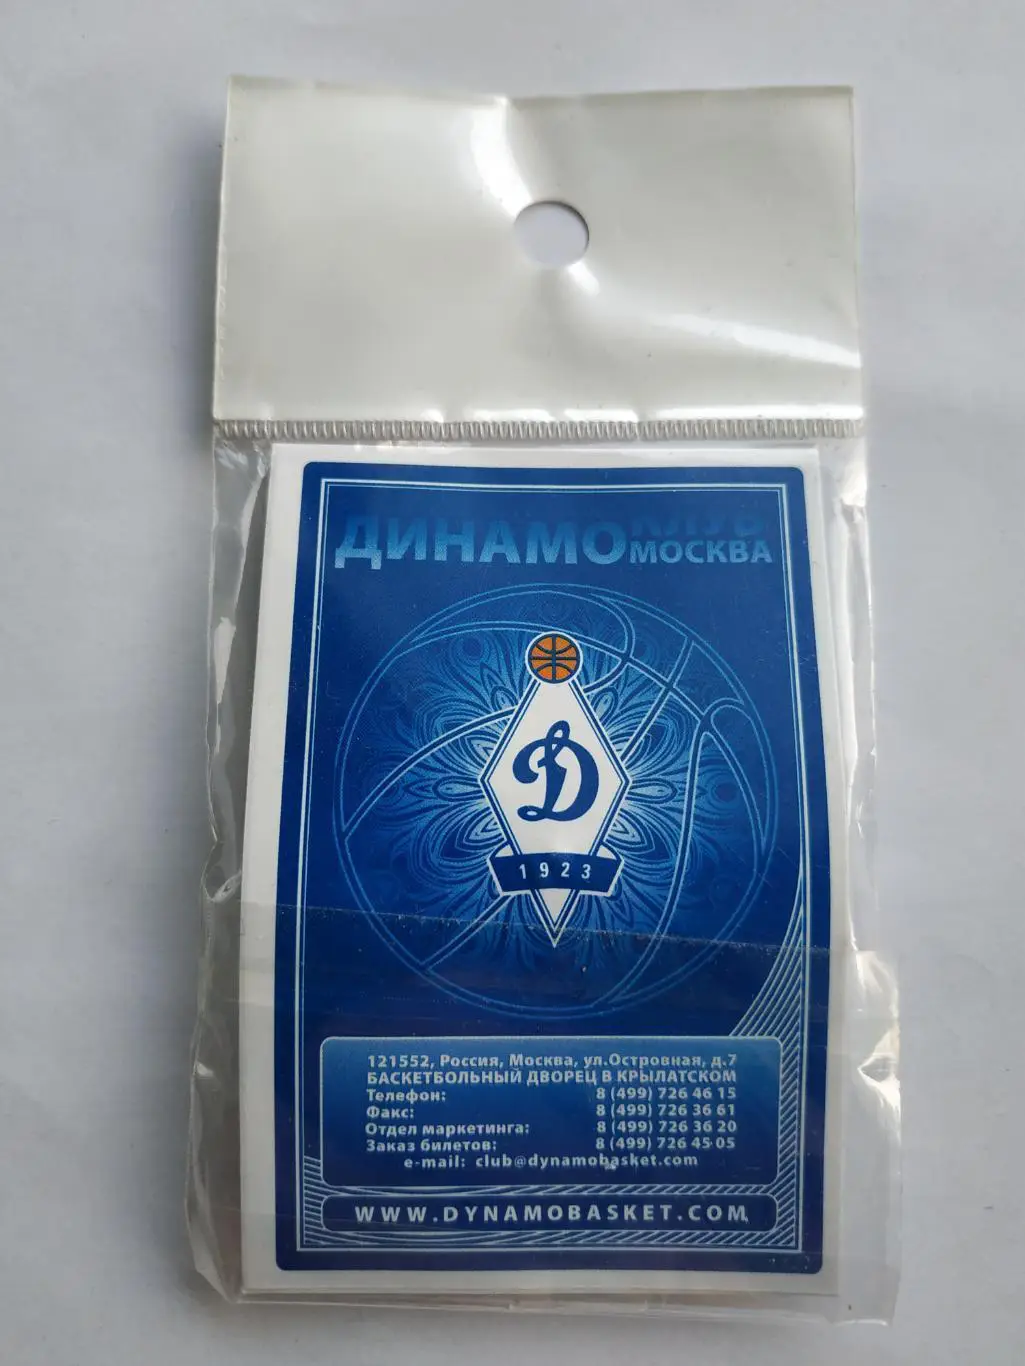 ДИНАМО КЛУБ
МОСКВА
Д
1923
121552, Россия, Москва, ул.Островная, д.7
БАСКЕТБОЛЬНЫЙ ДВОРЕЦ В КРЫЛАТСКОМ
Телефон: 8 (499) 726 46 15
Факс: 8 (499) 726 36 61
Отдел маркетинга: 8 (499) 726 36 20
Заказ билетов: 8 (499) 726 45 05
e-mail: club@dynamobasket.com
WWW.DYNAMOBASKET.COM